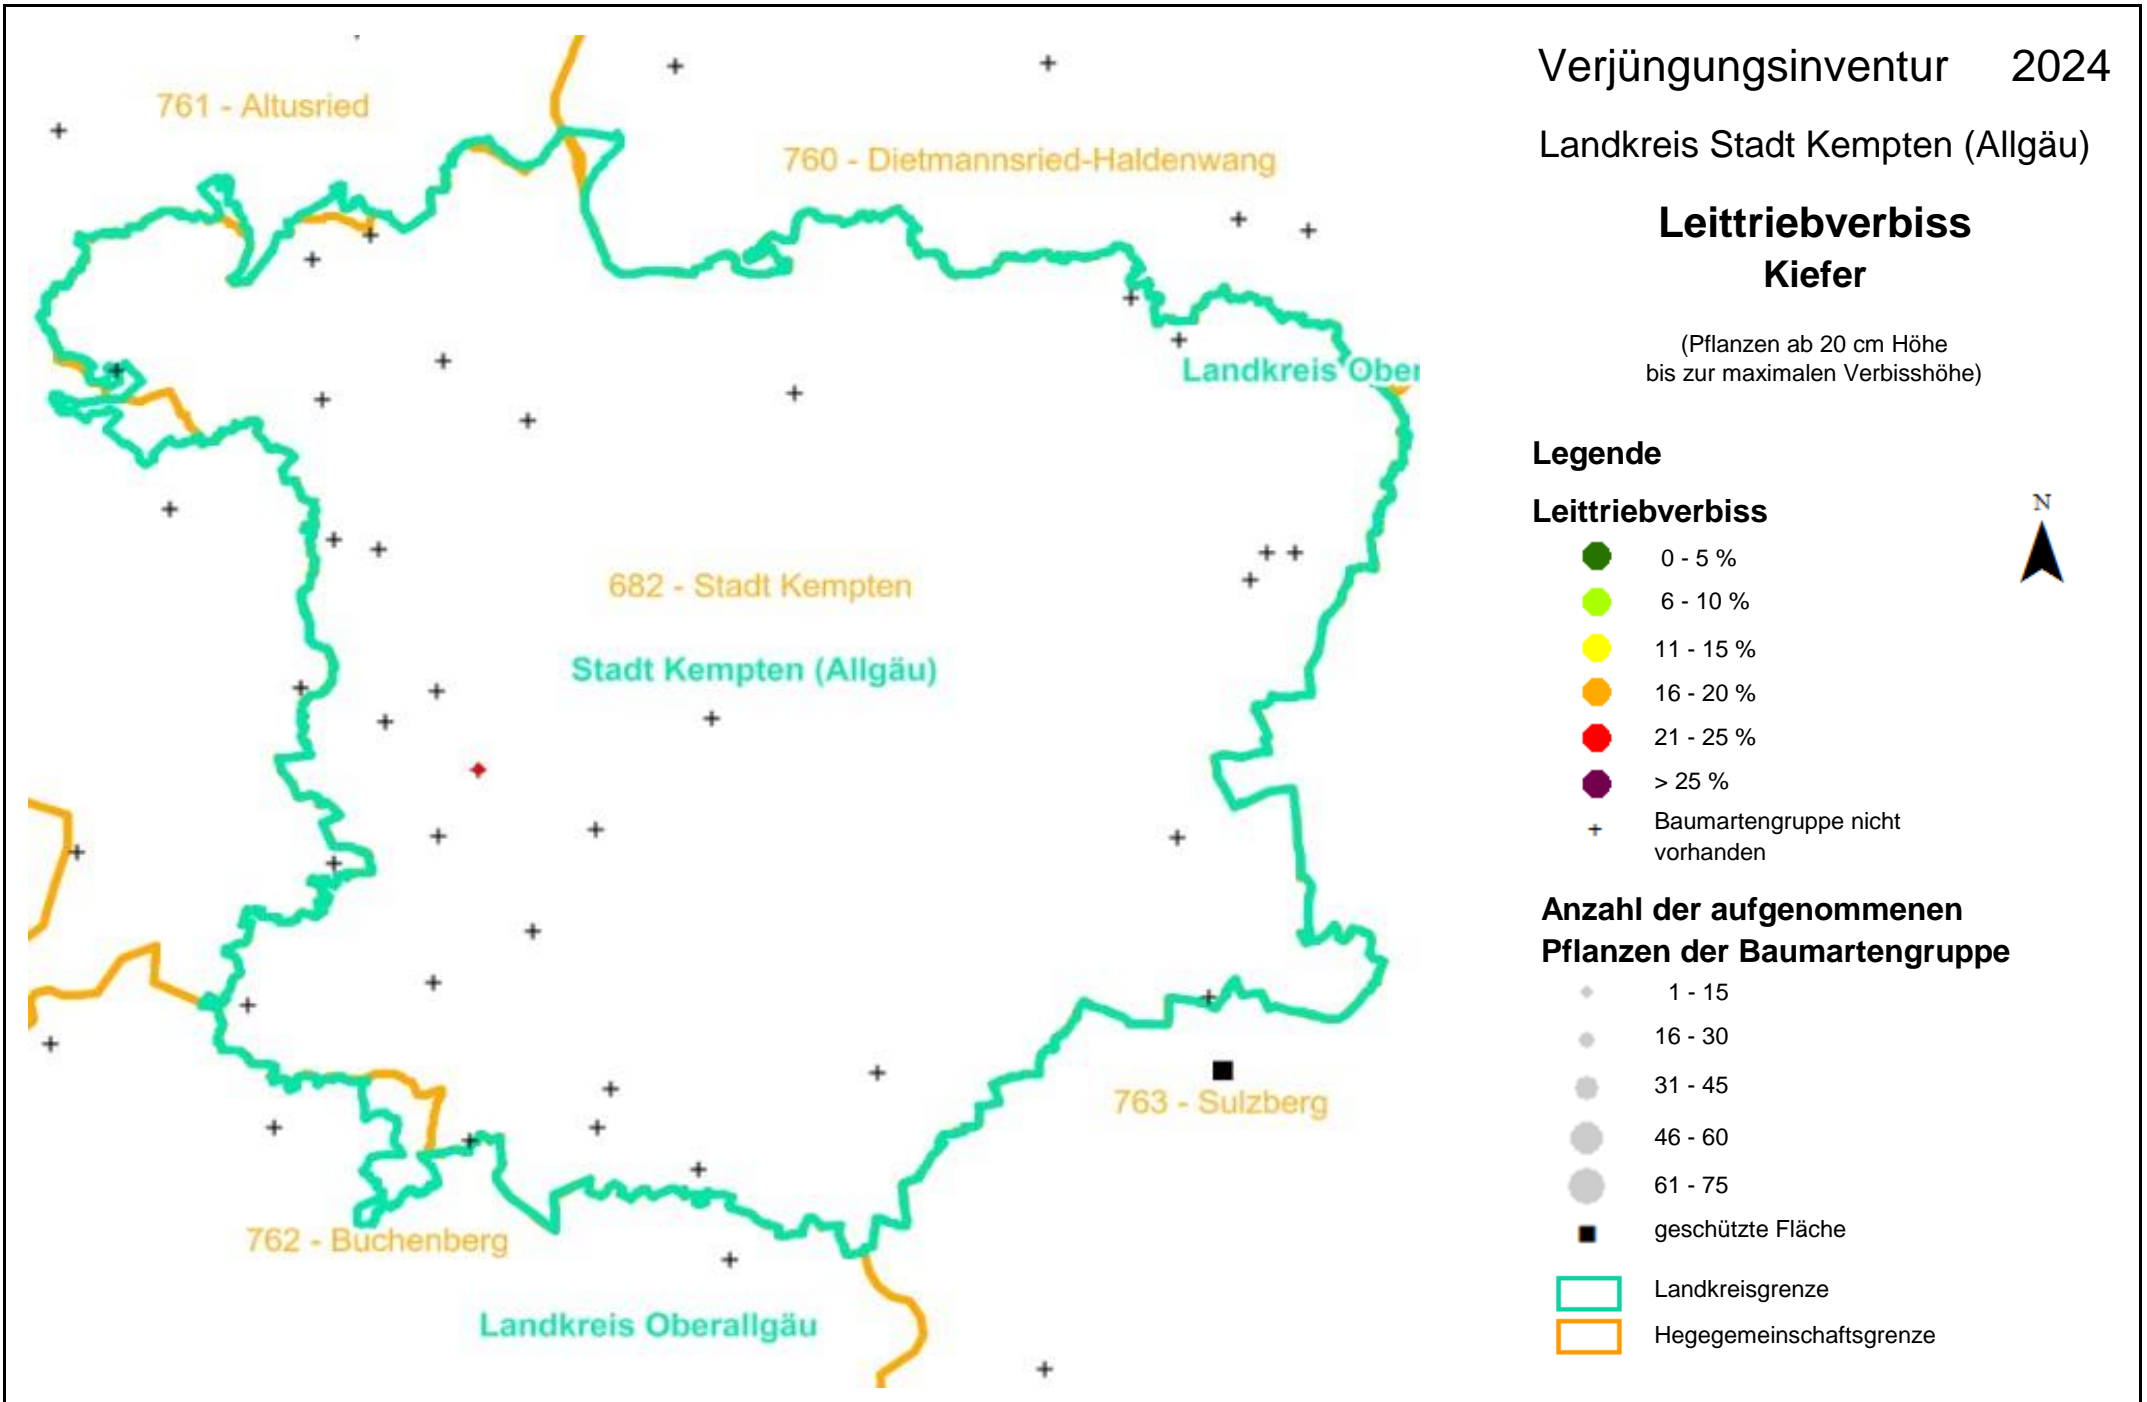 Verjüngungsinventur 2024
Landkreis Stadt Kempten (Allgäu)
Leittriebverbiss
Kiefer
(Pflanzen ab 20 cm Höhe
bis zur maximalen Verbisshöhe)
Legende
Leittriebverbiss
N
0 - 5 %
6 - 10 %
11 - 15 %
16 - 20 %
21 - 25 %
> 25 %
Baumartengruppe nicht
vorhanden
Anzahl der aufgenommenen
Pflanzen der Baumartengruppe
1 - 15
16 - 30
31 - 45
46 - 60
61 - 75
geschützte Fläche
Landkreisgrenze
Hegegemeinschaftsgrenze
761 - Altusried
760 - Dietmannsried-Haldenwang
Landkreis Ober
682 - Stadt Kempten
Stadt Kempten (Allgäu)
763 - Sulzberg
762 - Buchenberg
Landkreis Oberallgäu